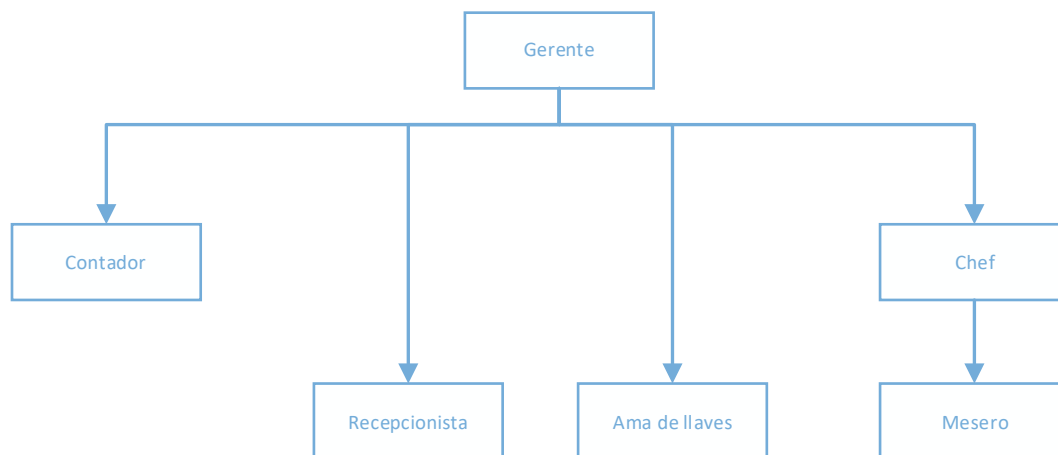 Gerente
Contador
Chef
Recepcionista
Ama de llaves
Mesero